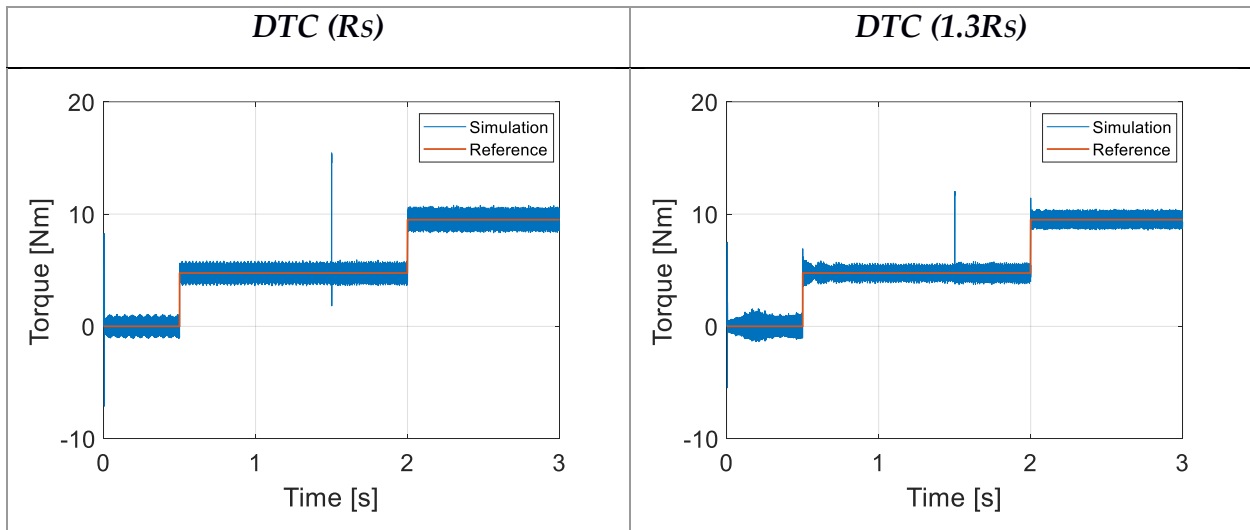 DTC (Rs)
DTC (1.3Rs)
20
10
0
-10
Torque [Nm]
Simulation
Reference
0
1
2
3
Time [s]
20
10
0
-10
Torque [Nm]
Simulation
Reference
0
1
2
3
Time [s]